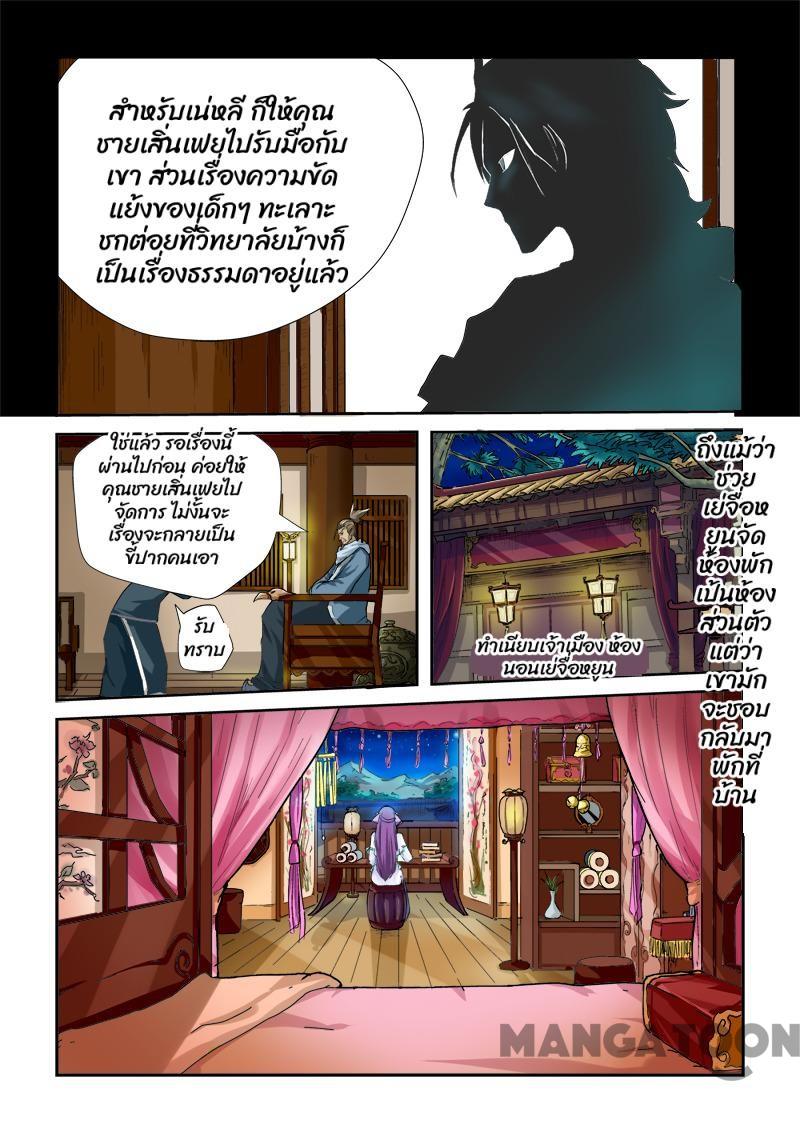 สำหรับเน่หลี ก็ให้คุณ
ชายเสิ่นเฟยไปรับมือกับ
เขา ส่วนเรื่องความขัด
แย้งของเด็กๆ ทะเลาะ
ชกต่อยที่วิทยาลัยบ้างก็
เป็นเรื่องธรรมดาอยู่แล้ว
ใช่แล้ว รอเรื่องนี้
ผ่านไปก่อน ค่อยให้
คุณชายเสิ่นเฟยไป
จัดการ ไม่งั้นจะ
เรื่องจะกลายเป็น
ขี้ปากคนเอา
รับ
ทราบ
ทำเนียบเจ้าเมือง ห้อง
นอนเย่จื่อหยูน
ถึงแม้ว่า
ช่วย
เย่จื่อห
ยูนจัด
ห้องพัก
เป็นห้อง
ส่วนตัว
แต่ว่า
เขามัก
จะชอบ
กลับมา
พักที่
บ้าน
MANGATOON